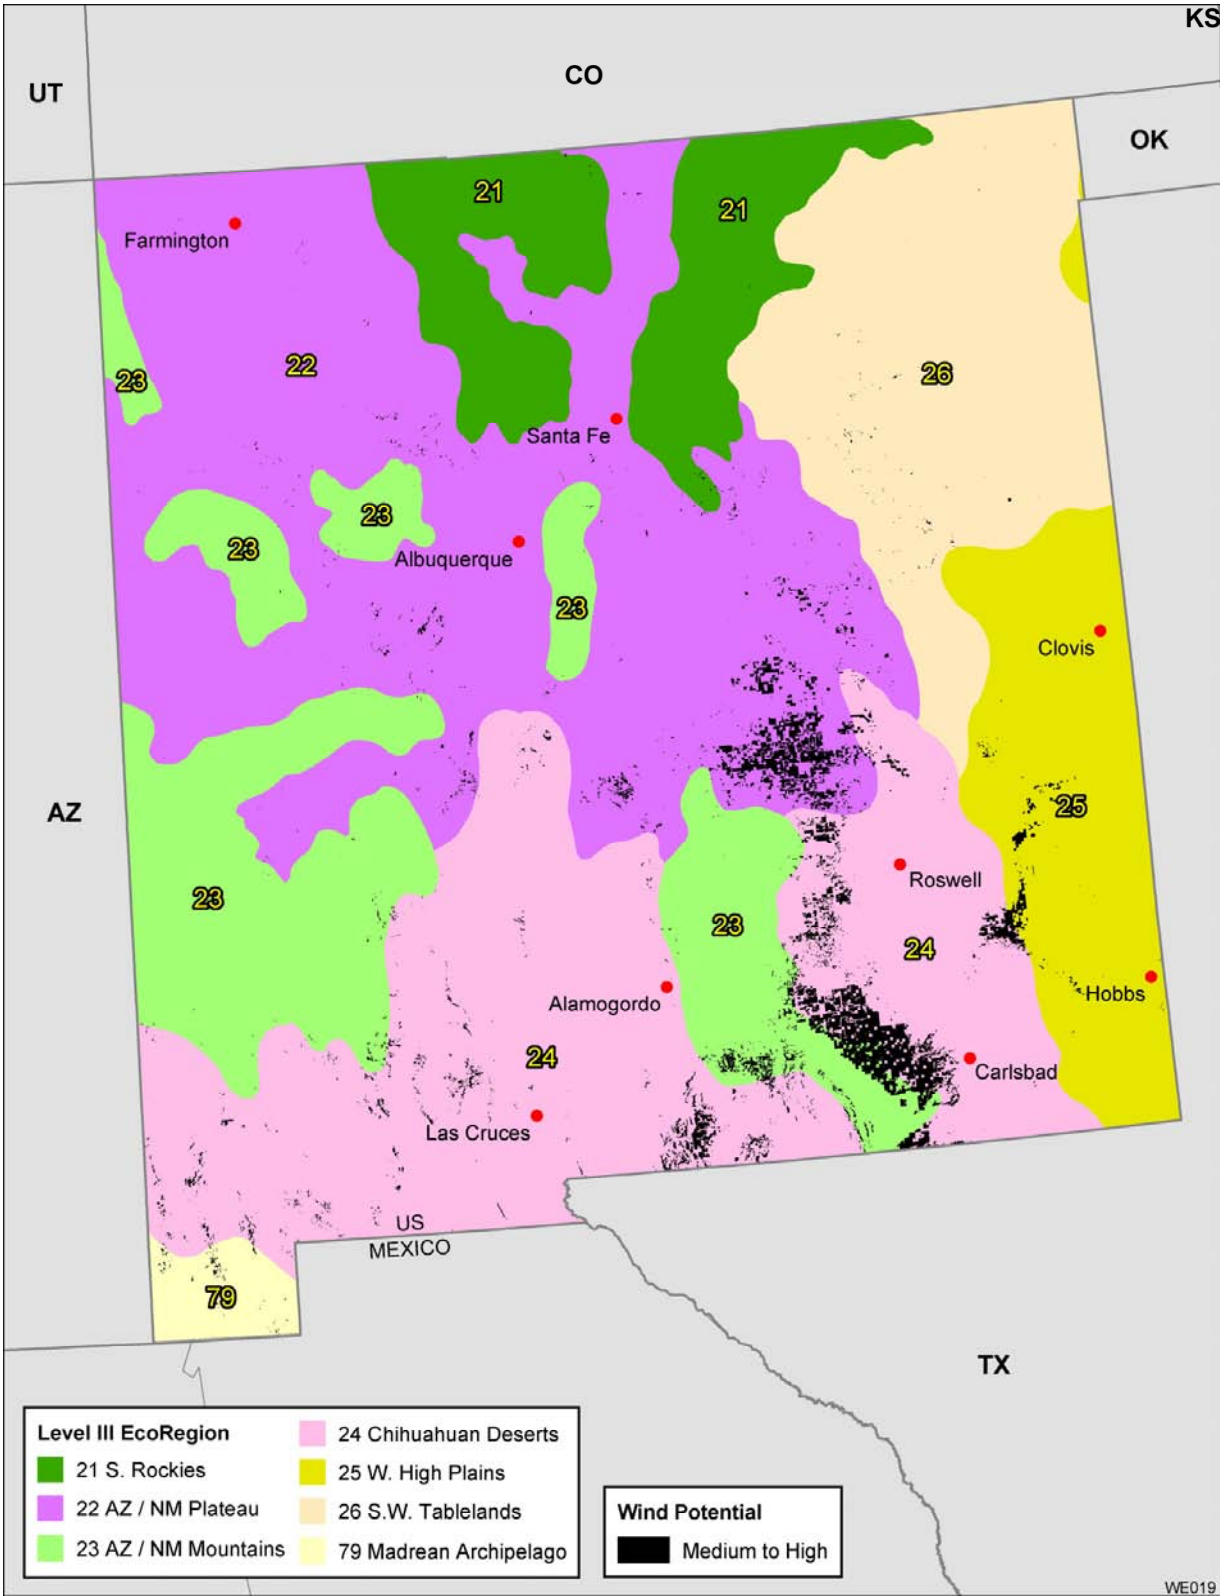 KS
CO
UT
OK
21
21
Farmington
22
26
23
Santa Fe
23
23
Albuquerque
23
Clovis
AZ
25
Roswell
23
23
24
Hobbs
Alamogordo
24
Carlsbad
Las Cruces
US
MEXICO
79
TX
Level III EcoRegion
21 S. Rockies
22 AZ / NM Plateau
23 AZ / NM Mountains
24 Chihuahuan Deserts
25 W. High Plains
26 S.W. Tablelands
79 Madrean Archipelago
Wind Potential
Medium to High
WE019